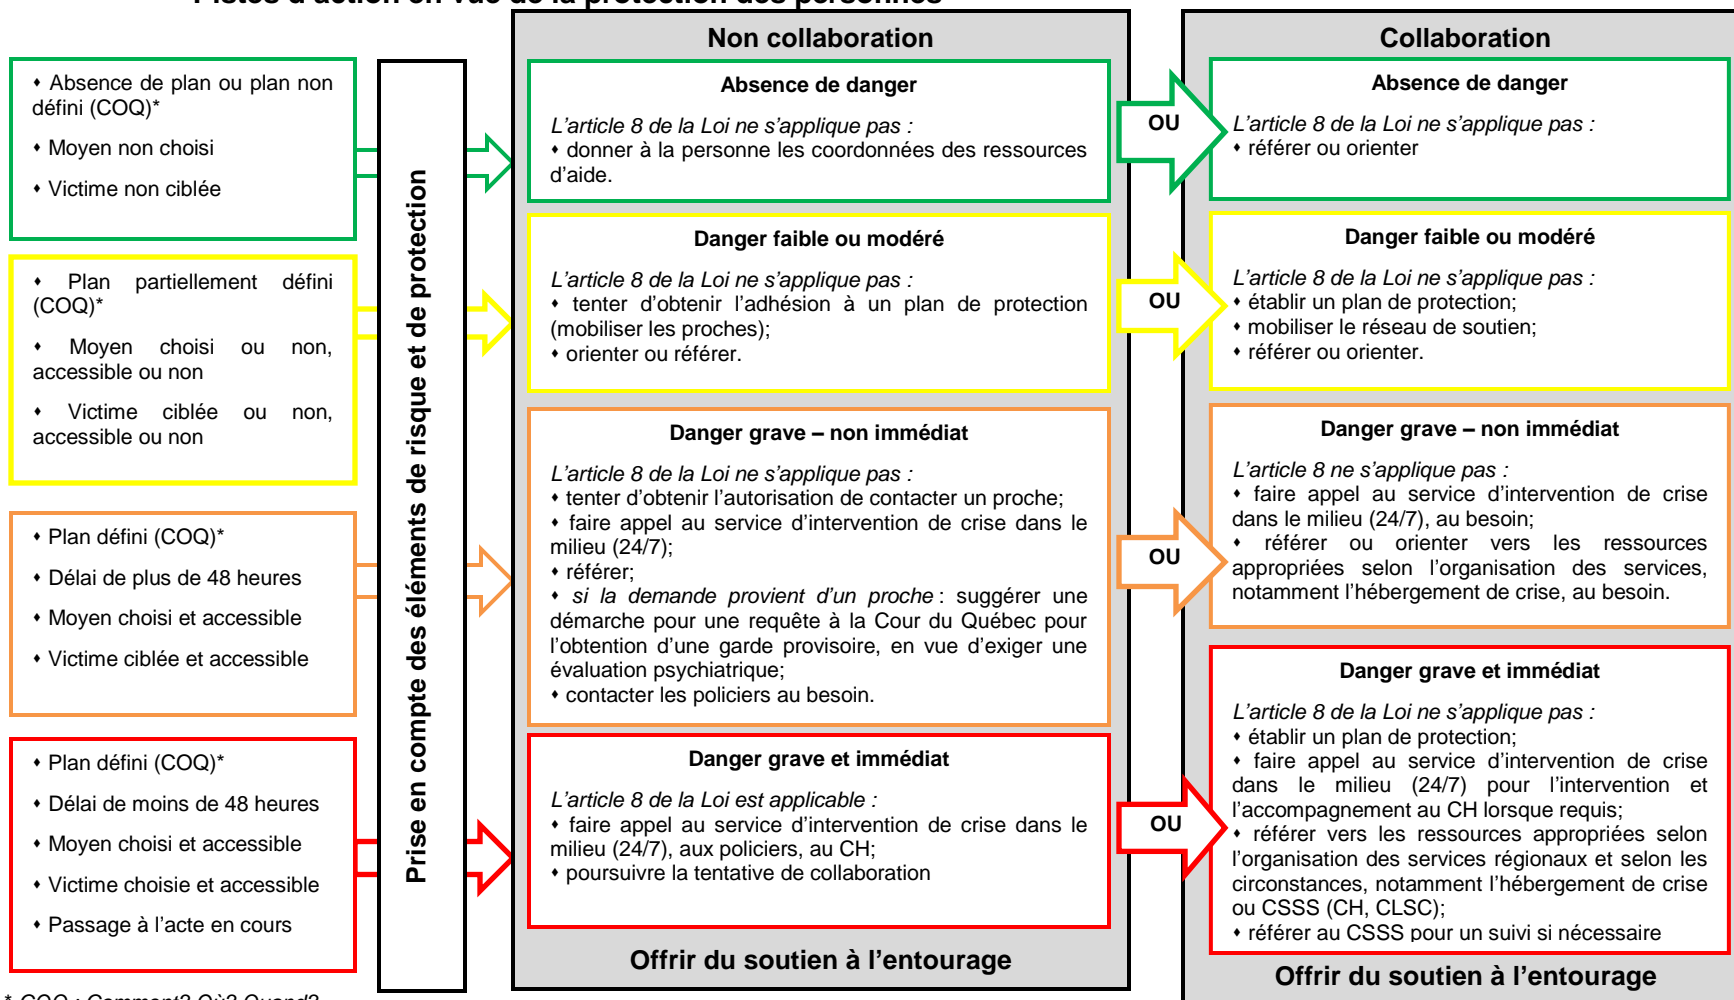 Pistes d'action en vue de la protection des personnes
⬧ Absence de plan ou plan non
défini (COQ)*
⬧ Moyen non choisi
⬧ Victime non ciblée
⬧ Plan partiellement défini
(COQ)*
⬧ Moyen choisi ou non,
accessible ou non
⬧ Victime ciblée ou non,
accessible ou non
⬧ Plan défini (COQ)*
⬧ Délai de plus de 48 heures
⬧ Moyen choisi et accessible
⬧ Victime ciblée et accessible
⬧ Plan défini (COQ)*
⬧ Délai de moins de 48 heures
⬧ Moyen choisi et accessible
⬧ Victime choisie et accessible
⬧ Passage à l'acte en cours
Prise en compte des éléments de risque et de protection
Non collaboration
Absence de danger
L'article 8 de la Loi ne s'applique pas :
⬧ donner à la personne les coordonnées des ressources
d'aide.
Danger faible ou modéré
L'article 8 de la Loi ne s'applique pas :
⬧ tenter d'obtenir l'adhésion à un plan de protection
(mobiliser les proches);
⬧ orienter ou référer.
Danger grave – non immédiat
L'article 8 de la Loi ne s'applique pas :
⬧ tenter d'obtenir l'autorisation de contacter un proche;
⬧ faire appel au service d'intervention de crise dans le
milieu (24/7);
⬧ référer;
⬧ si la demande provient d'un proche : suggérer une
démarche pour une requête à la Cour du Québec pour
l'obtention d'une garde provisoire, en vue d'exiger une
évaluation psychiatrique;
⬧ contacter les policiers au besoin.
Danger grave et immédiat
L'article 8 de la Loi est applicable :
⬧ faire appel au service d'intervention de crise dans le
milieu (24/7), aux policiers, au CH;
⬧ poursuivre la tentative de collaboration
Offrir du soutien à l'entourage
OU
OU
OU
OU
Collaboration
Absence de danger
L'article 8 de la Loi ne s'applique pas :
⬧ référer ou orienter
Danger faible ou modéré
L'article 8 de la Loi ne s'applique pas :
⬧ établir un plan de protection;
⬧ mobiliser le réseau de soutien;
⬧ référer ou orienter.
Danger grave – non immédiat
L'article 8 ne s'applique pas :
⬧ faire appel au service d'intervention de crise
dans le milieu (24/7), au besoin;
⬧ référer ou orienter vers les ressources
appropriées selon l'organisation des services,
notamment l'hébergement de crise, au besoin.
Danger grave et immédiat
L'article 8 de la Loi ne s'applique pas :
⬧ établir un plan de protection;
⬧ faire appel au service d'intervention de crise
dans le milieu (24/7) pour l'intervention et
l'accompagnement au CH lorsque requis;
⬧ référer vers les ressources appropriées selon
l'organisation des services régionaux et selon les
circonstances, notamment l'hébergement de crise
ou CSSS (CH, CLSC);
⬧ référer au CSSS pour un suivi si nécessaire
Offrir du soutien à l'entourage
* COQ : Comment? Où? Quand?